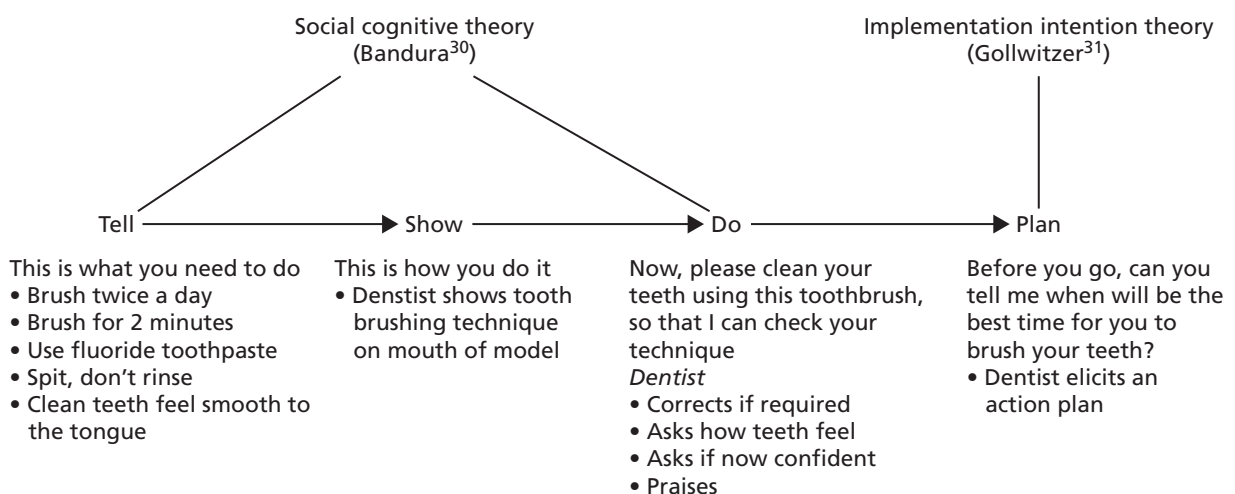 Social cognitive theory
(Bandura30)
Implementation intention theory
(Gollwitzer31)
Tell
Show
Do
Plan
This is what you need to do
• Brush twice a day
• Brush for 2 minutes
• Use fluoride toothpaste
• Spit, don’t rinse
• Clean teeth feel smooth to
the tongue
This is how you do it
• Denstist shows tooth
brushing technique
on mouth of model
Now, please clean your
teeth using this toothbrush,
so that I can check your
technique
Dentist
• Corrects if required
• Asks how teeth feel
• Asks if now confident
• Praises
Before you go, can you
tell me when will be the
best time for you to
brush your teeth?
• Dentist elicits an
action plan